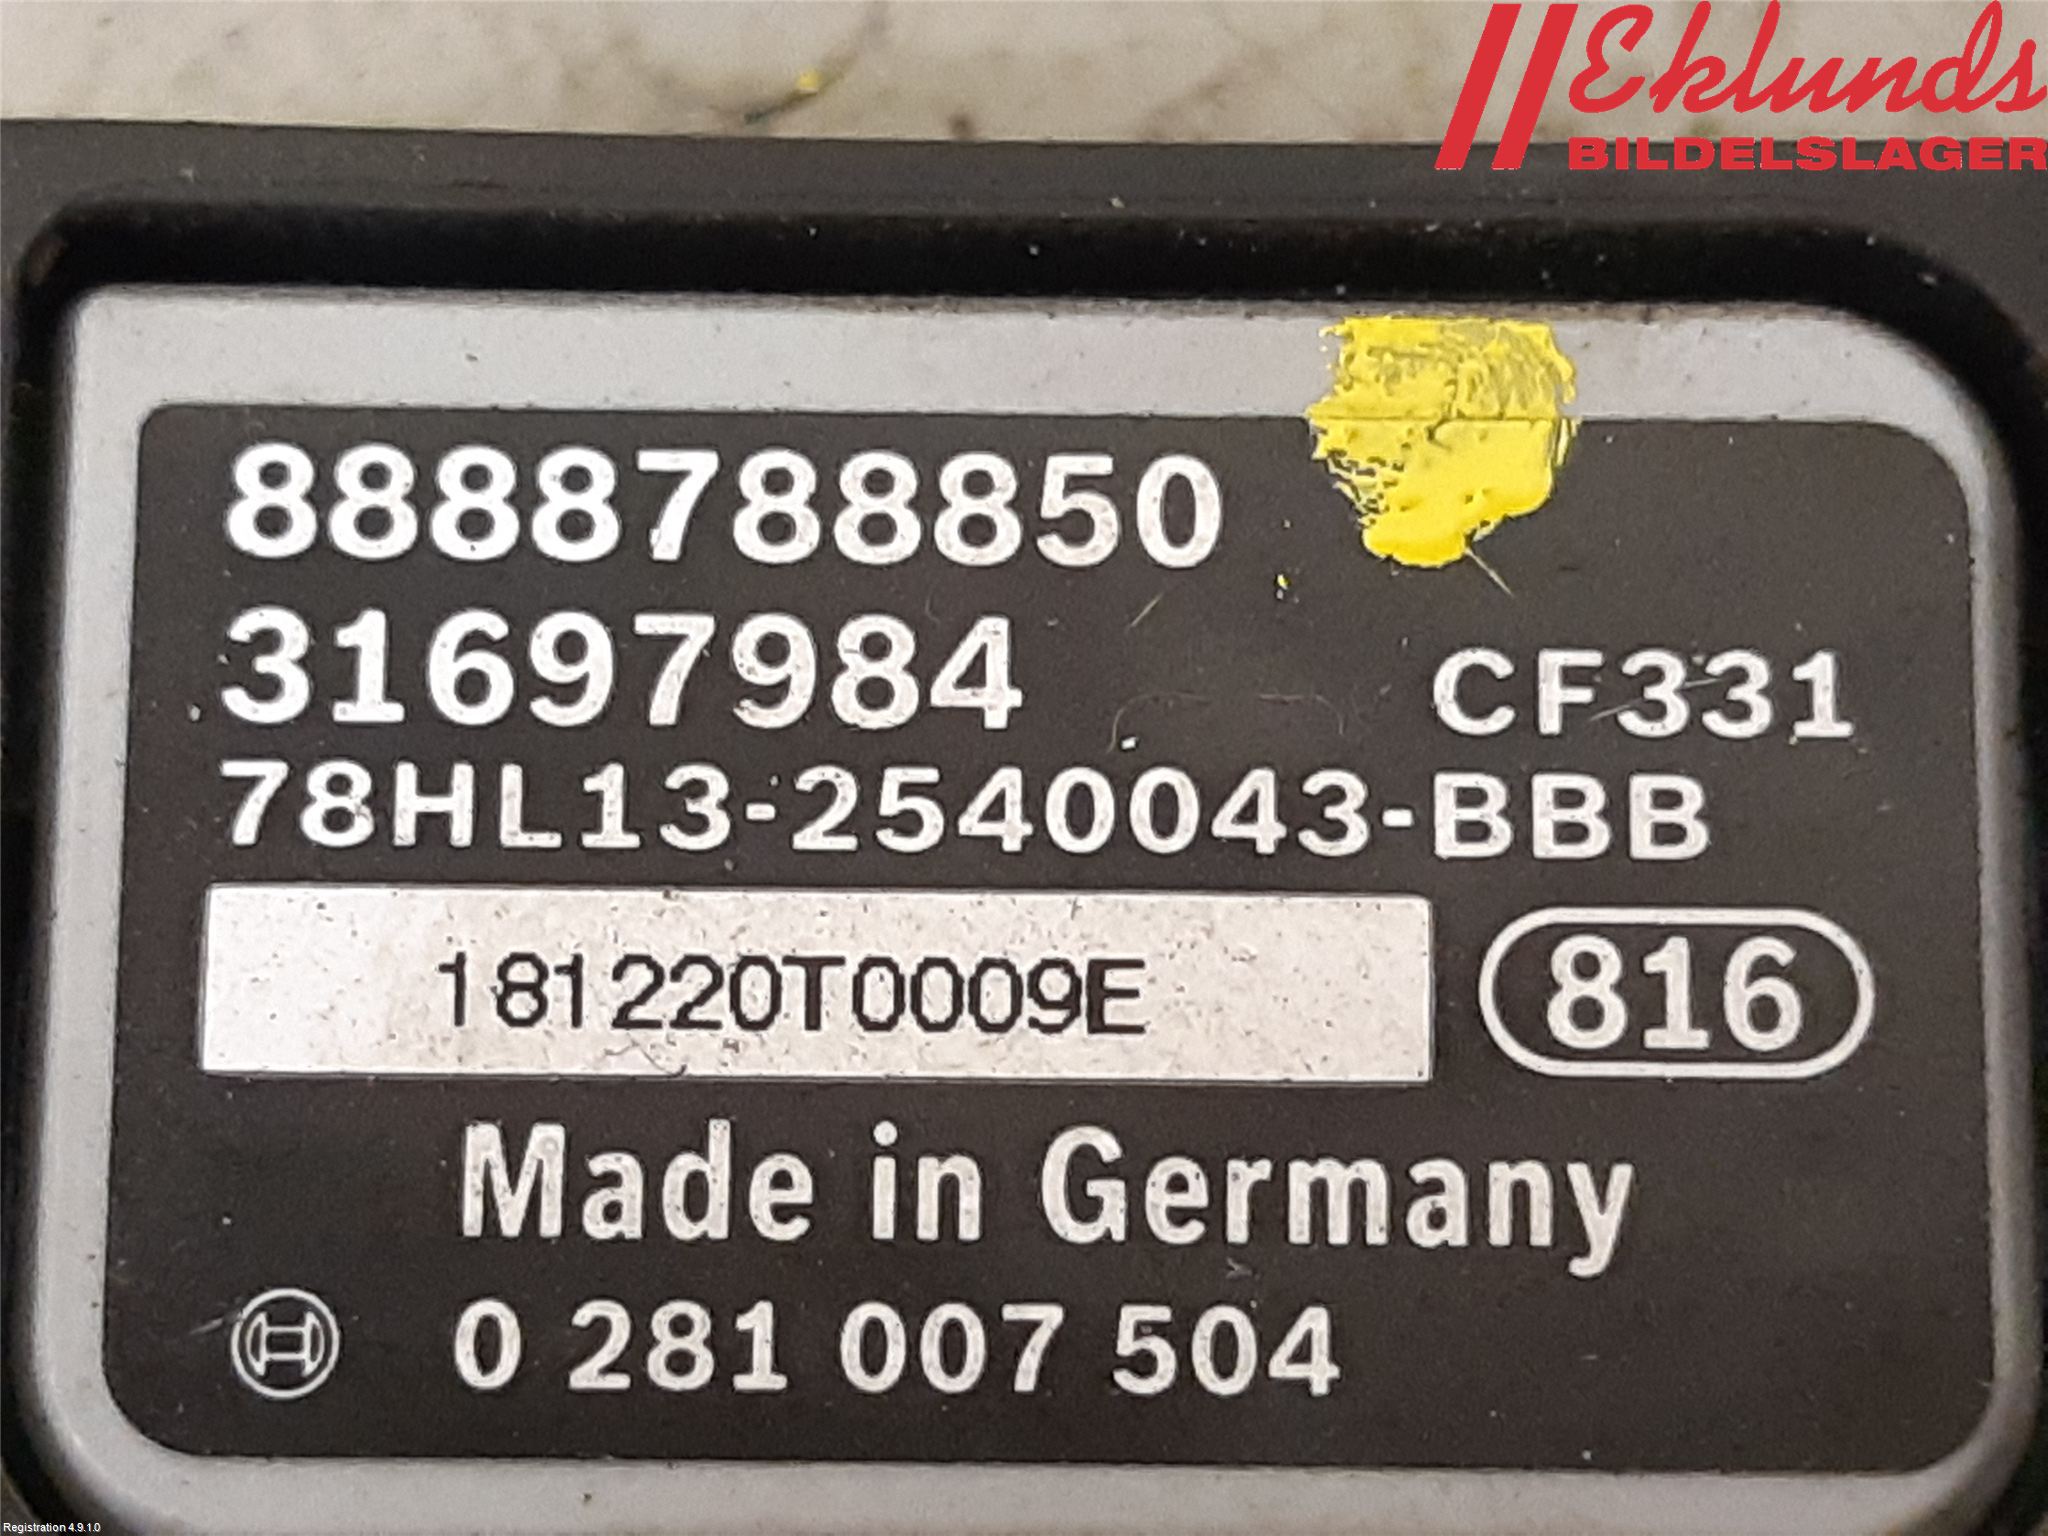 Eklunds
BILDELSLAGER
8888788850
31697984 CF331
78HL13-2540043-BBB
181220T0009E 816
Made in Germany
0 281 007 504
Registration 4.9.1.0